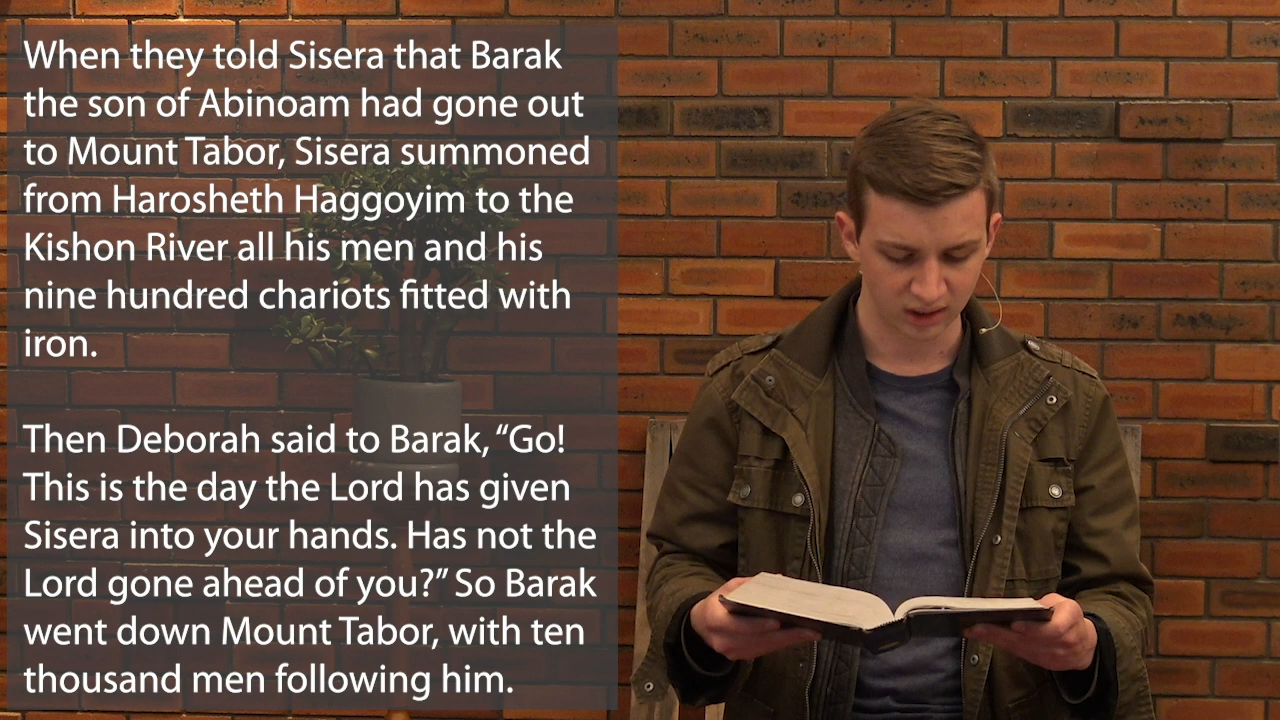 When they told Sisera that Barak
the son of Abinoam had gone out
to Mount Tabor, Sisera summoned
from Harosheth Haggoyim to the
Kishon River all his men and his
nine hundred chariots fitted with
iron.
Then Deborah said to Barak, “Go!
This is the day the Lord has given
Sisera into your hands. Has not the
Lord gone ahead of you?” So Barak
went down Mount Tabor, with ten
thousand men following him.